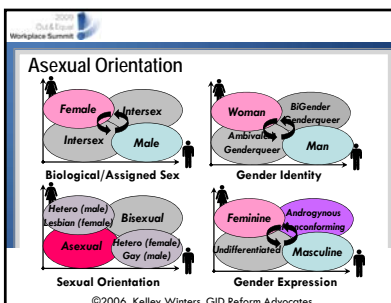 2009
Out & Equal
Workplace Summit
Asexual Orientation
Female
Intersex
Intersex
Male
Biological/Assigned Sex
Woman
BiGender
Genderqueer
Ambivalent
Genderqueer
Man
Gender Identity
Hetero (male)
Lesbian (female)
Bisexual
Asexual
Hetero (female)
Gay (male)
Sexual Orientation
Feminine
Androgynous
Nonconforming
Undifferentiated
Masculine
Gender Expression
©2006 Kelley Winters, GID Reform Advocates